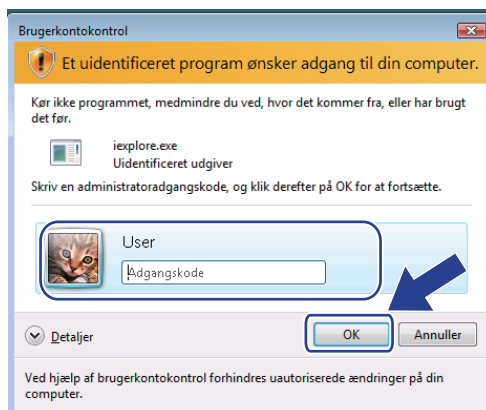 Brugerkontokontrol
Et uidentificeret program ønsker adgang til din computer.
Kør ikke programmet, medmindre du ved, hvor det kommer fra, eller har brugt
det før.
iexplore.exe
Uidentificeret udgiver
Skriv en administratoradgangskode, og klik derefter på OK for at fortsætte.
User
Adgangskode
Detaljer
OK
Annuller
Ved hjælp af brugerkontokontrol forhindres uautoriserede ændringer på din
computer.